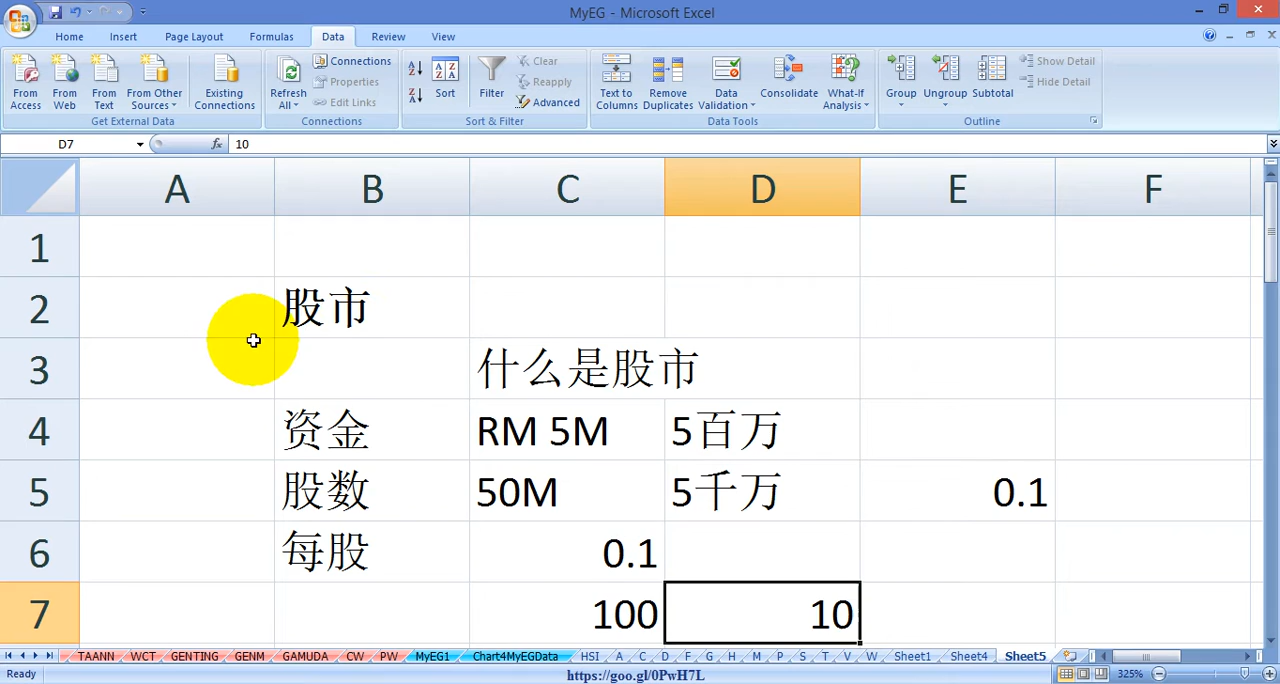 MyEG - Microsoft Excel
Home Insert Page Layout Formulas Data Review View
From Access From Web From Text From Other Sources Existing Connections Refresh All Connections Properties Edit Links Sort Filter Clear Reapply Advanced Text to Columns Remove Duplicates Data Validation Consolidate What-If Analysis Group Ungroup Subtotal Show Detail Hide Detail
Get External Data Connections Sort & Filter Data Tools Outline
D7 fx 10
A B C D E F
1
2 股市
3 什么是股市
4 资金 RM 5M 5百万
5 股数 50M 5千万 0.1
6 每股 0.1
7 100 10
TAANN WCT GENTING GENM GAMUDA CW PW MyEG1 Chart4MyEGData HSI A C D F G H M P S T V W Sheet1 Sheet4 Sheet5
Ready https://goo.gl/0PwH7L 325%